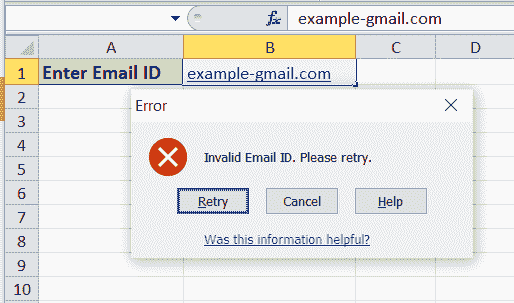 fx example-gmail.com
A B C D
1 Enter Email ID example-gmail.com
2
Error
3
4
Invalid Email ID. Please retry.
5
6
Retry Cancel Help
7
8
Was this information helpful?
9
10